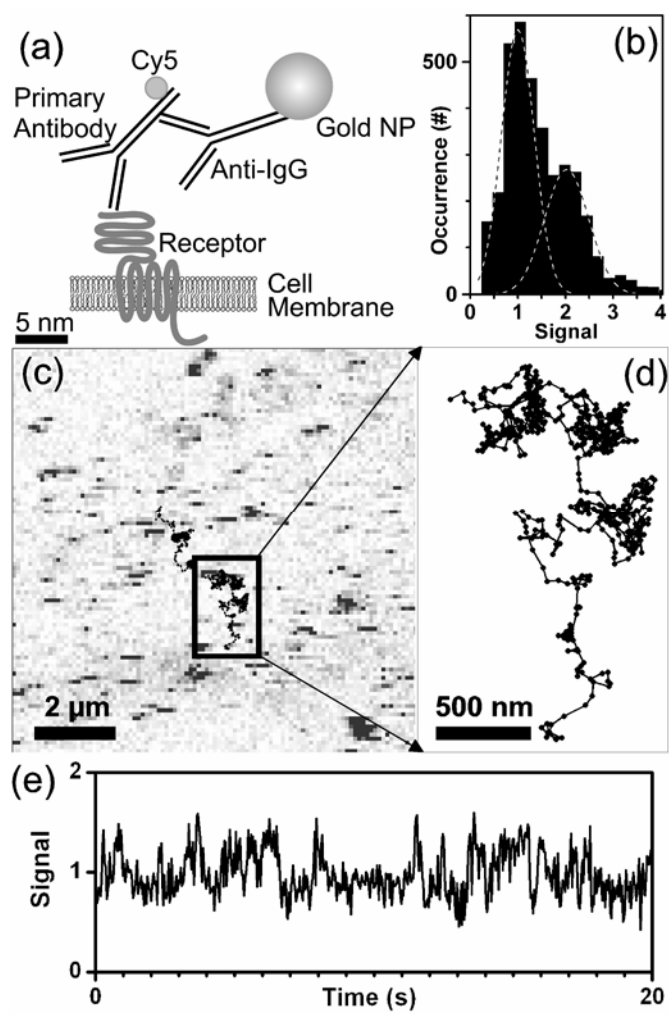 (a)
Cy5
Primary
Antibody
Gold NP
Anti-IgG
Receptor
Cell
Membrane
5 nm
(b)
500
0
Occurrence (#)
0 1 2 3 4
Signal
(c)
2 µm
(d)
500 nm
(e)
2
1
0
Signal
0
20
Time (s)